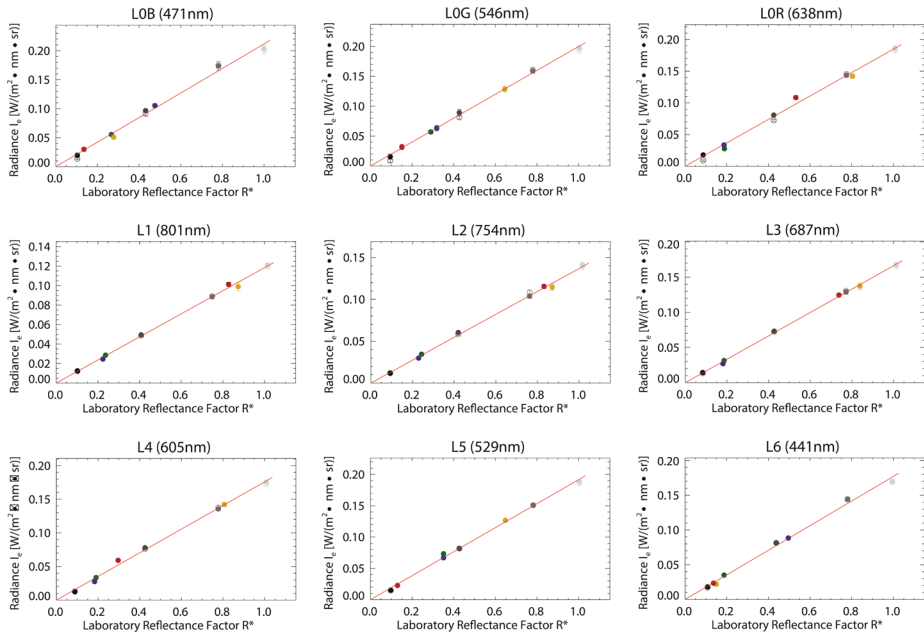 L0B (471nm)
Radiance Ie [W/(m² • nm • sr)]
0.20
0.15
0.10
0.05
0.00
0.0 0.2 0.4 0.6 0.8 1.0
Laboratory Reflectance Factor R*
L0G (546nm)
Radiance Ie [W/(m² • nm • sr)]
0.20
0.15
0.10
0.05
0.00
0.0 0.2 0.4 0.6 0.8 1.0
Laboratory Reflectance Factor R*
L0R (638nm)
Radiance Ie [W/(m² • nm • sr)]
0.20
0.15
0.10
0.05
0.00
0.0 0.2 0.4 0.6 0.8 1.0
Laboratory Reflectance Factor R*
L1 (801nm)
Radiance Ie [W/(m² • nm • sr)]
0.14
0.12
0.10
0.08
0.06
0.04
0.02
0.00
0.0 0.2 0.4 0.6 0.8 1.0
Laboratory Reflectance Factor R*
L2 (754nm)
Radiance Ie [W/(m² • nm • sr)]
0.15
0.10
0.05
0.00
0.0 0.2 0.4 0.6 0.8 1.0
Laboratory Reflectance Factor R*
L3 (687nm)
Radiance Ie [W/(m² • nm • sr)]
0.20
0.15
0.10
0.05
0.00
0.0 0.2 0.4 0.6 0.8 1.0
Laboratory Reflectance Factor R*
L4 (605nm)
Radiance Ie [W/(m² ▣ nm ▣ sr)]
0.20
0.15
0.10
0.05
0.00
0.0 0.2 0.4 0.6 0.8 1.0
Laboratory Reflectance Factor R*
L5 (529nm)
Radiance Ie [W/(m² • nm • sr)]
0.20
0.15
0.10
0.05
0.00
0.0 0.2 0.4 0.6 0.8 1.0
Laboratory Reflectance Factor R*
L6 (441nm)
Radiance Ie [W/(m² • nm • sr)]
0.20
0.15
0.10
0.05
0.00
0.0 0.2 0.4 0.6 0.8 1.0
Laboratory Reflectance Factor R*